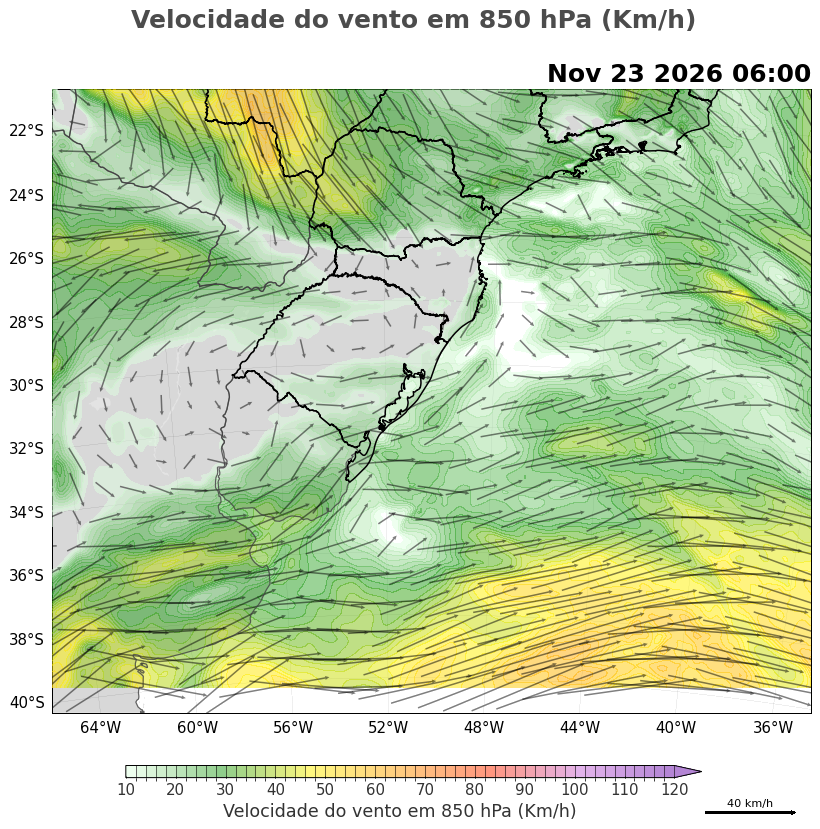 Velocidade do vento em 850 hPa (Km/h)
Nov 23 2026 06:00
22°S
24°S
26°S
28°S
30°S
32°S
34°S
36°S
38°S
40°S
64°W 60°W 56°W 52°W 48°W 44°W 40°W 36°W
10 20 30 40 50 60 70 80 90 100 110 120
Velocidade do vento em 850 hPa (Km/h)
40 km/h